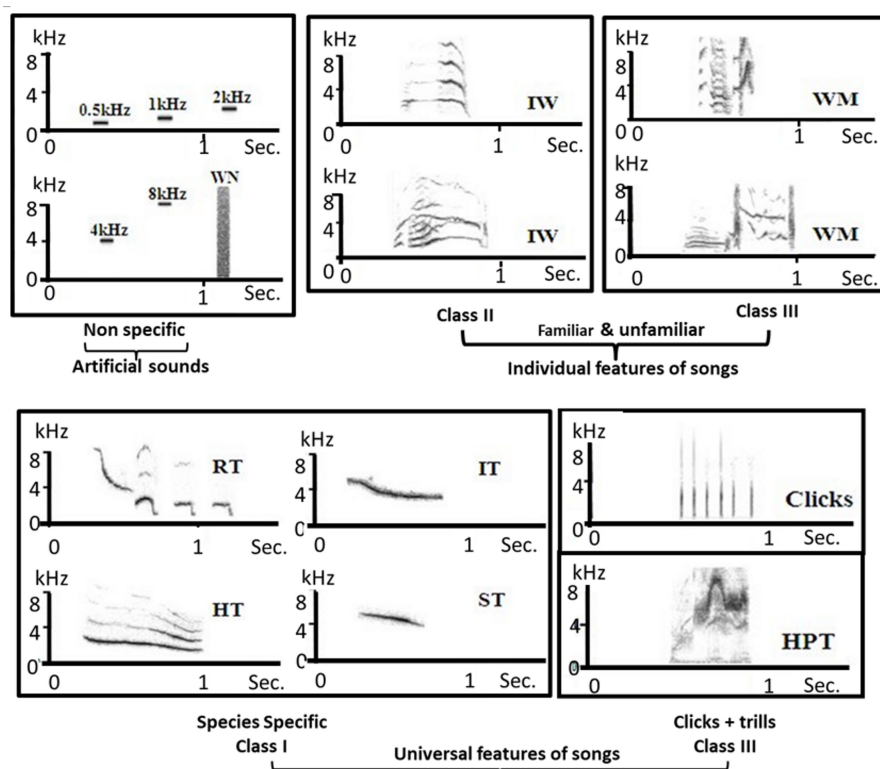 kHz
8
0.5kHz 1kHz 2kHz
4
0
0 1 Sec.
WN
8
8kHz
4
4kHz
0
0 1 Sec.
kHz
8
4
IW
0
0 1 Sec.
8
4
IW
0
0 1 Sec.
kHz
8
4
WM
0 0 1 Sec.
8
4
WM
0
0 1 Sec.
Non specific
Artificial sounds
Class II Familiar & unfamiliar Class III
Individual features of songs
kHz
8
RT
4
0
0 1 Sec.
kHz
8
IT
4
0
0 1 Sec.
kHz
8
HT
4
0
0 1 Sec.
kHz
8
ST
4
0
0 1 Sec.
kHz
8
4
Clicks
0
0 1 Sec.
kHz
8
4
HPT
0
0 1 Sec.
Species Specific
Class I
Clicks + trills
Class III
Universal features of songs